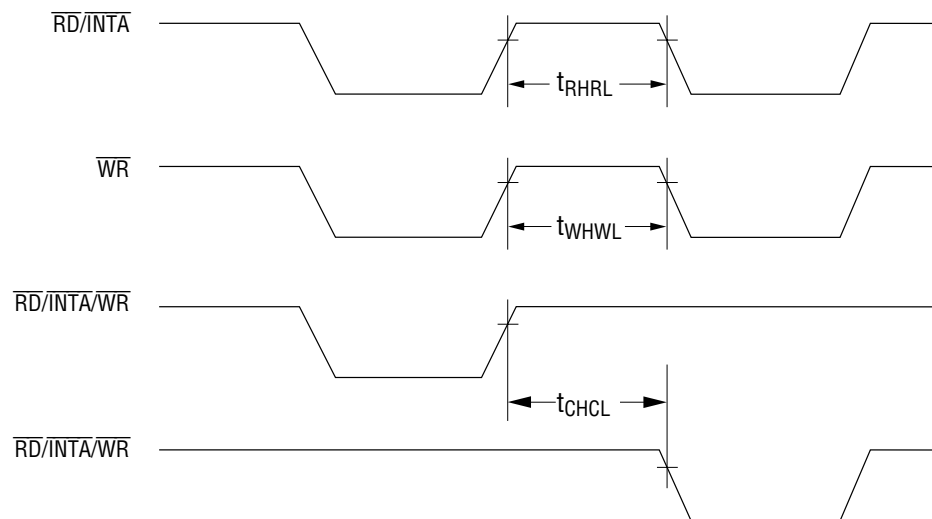 RD/INTA
tRHRL
WR
tWHWL
RD/INTA/WR
tCHCL
RD/INTA/WR